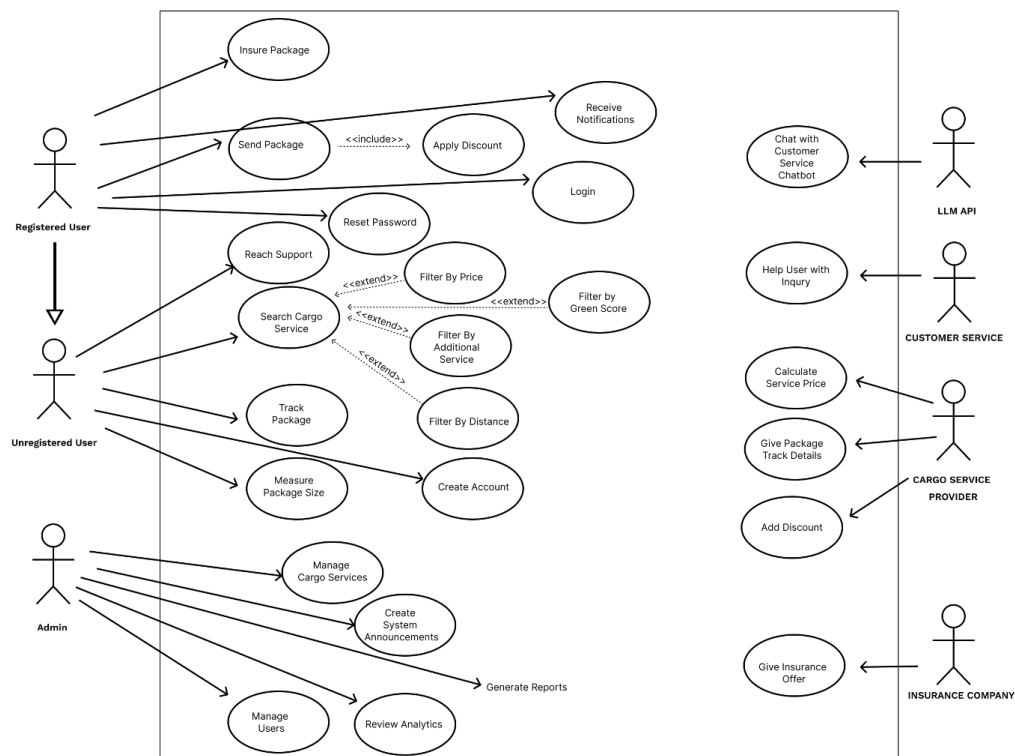 Insure Package
Receive
Notifications
Send Package
<<include>>
Apply Discount
Chat with
Customer
Service
Chatbot
Login
LLM API
Registered User
Reset Password
Reach Support
<<extend>>
Filter By Price
Help User with
Inqury
<<extend>>
Filter by
Green Score
Search Cargo
Service
<<extend>>
Filter By
Additional
Service
CUSTOMER SERVICE
<<extend>>
Calculate
Service Price
Track
Package
Filter By Distance
Unregistered User
Give Package
Track Details
Measure
Package Size
Create Account
CARGO SERVICE
PROVIDER
Add Discount
Manage
Cargo Services
Admin
Create
System
Announcements
Give Insurance
Offer
Generate Reports
INSURANCE COMPANY
Manage
Users
Review Analytics